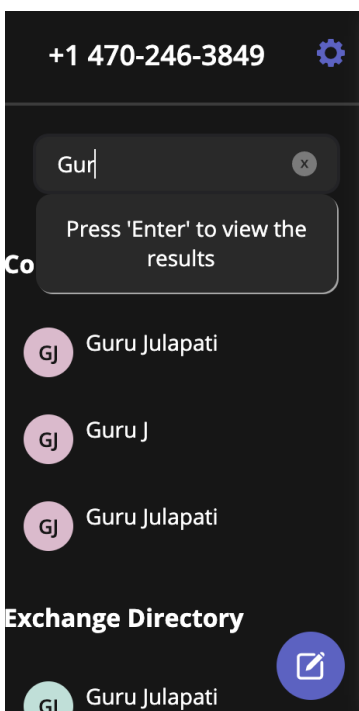 +1 470-246-3849
Gur
x
Press 'Enter' to view the
results
Co
GJ
Guru Julapati
GJ
Guru J
GJ
Guru Julapati
Exchange Directory
GJ
Guru Julapati